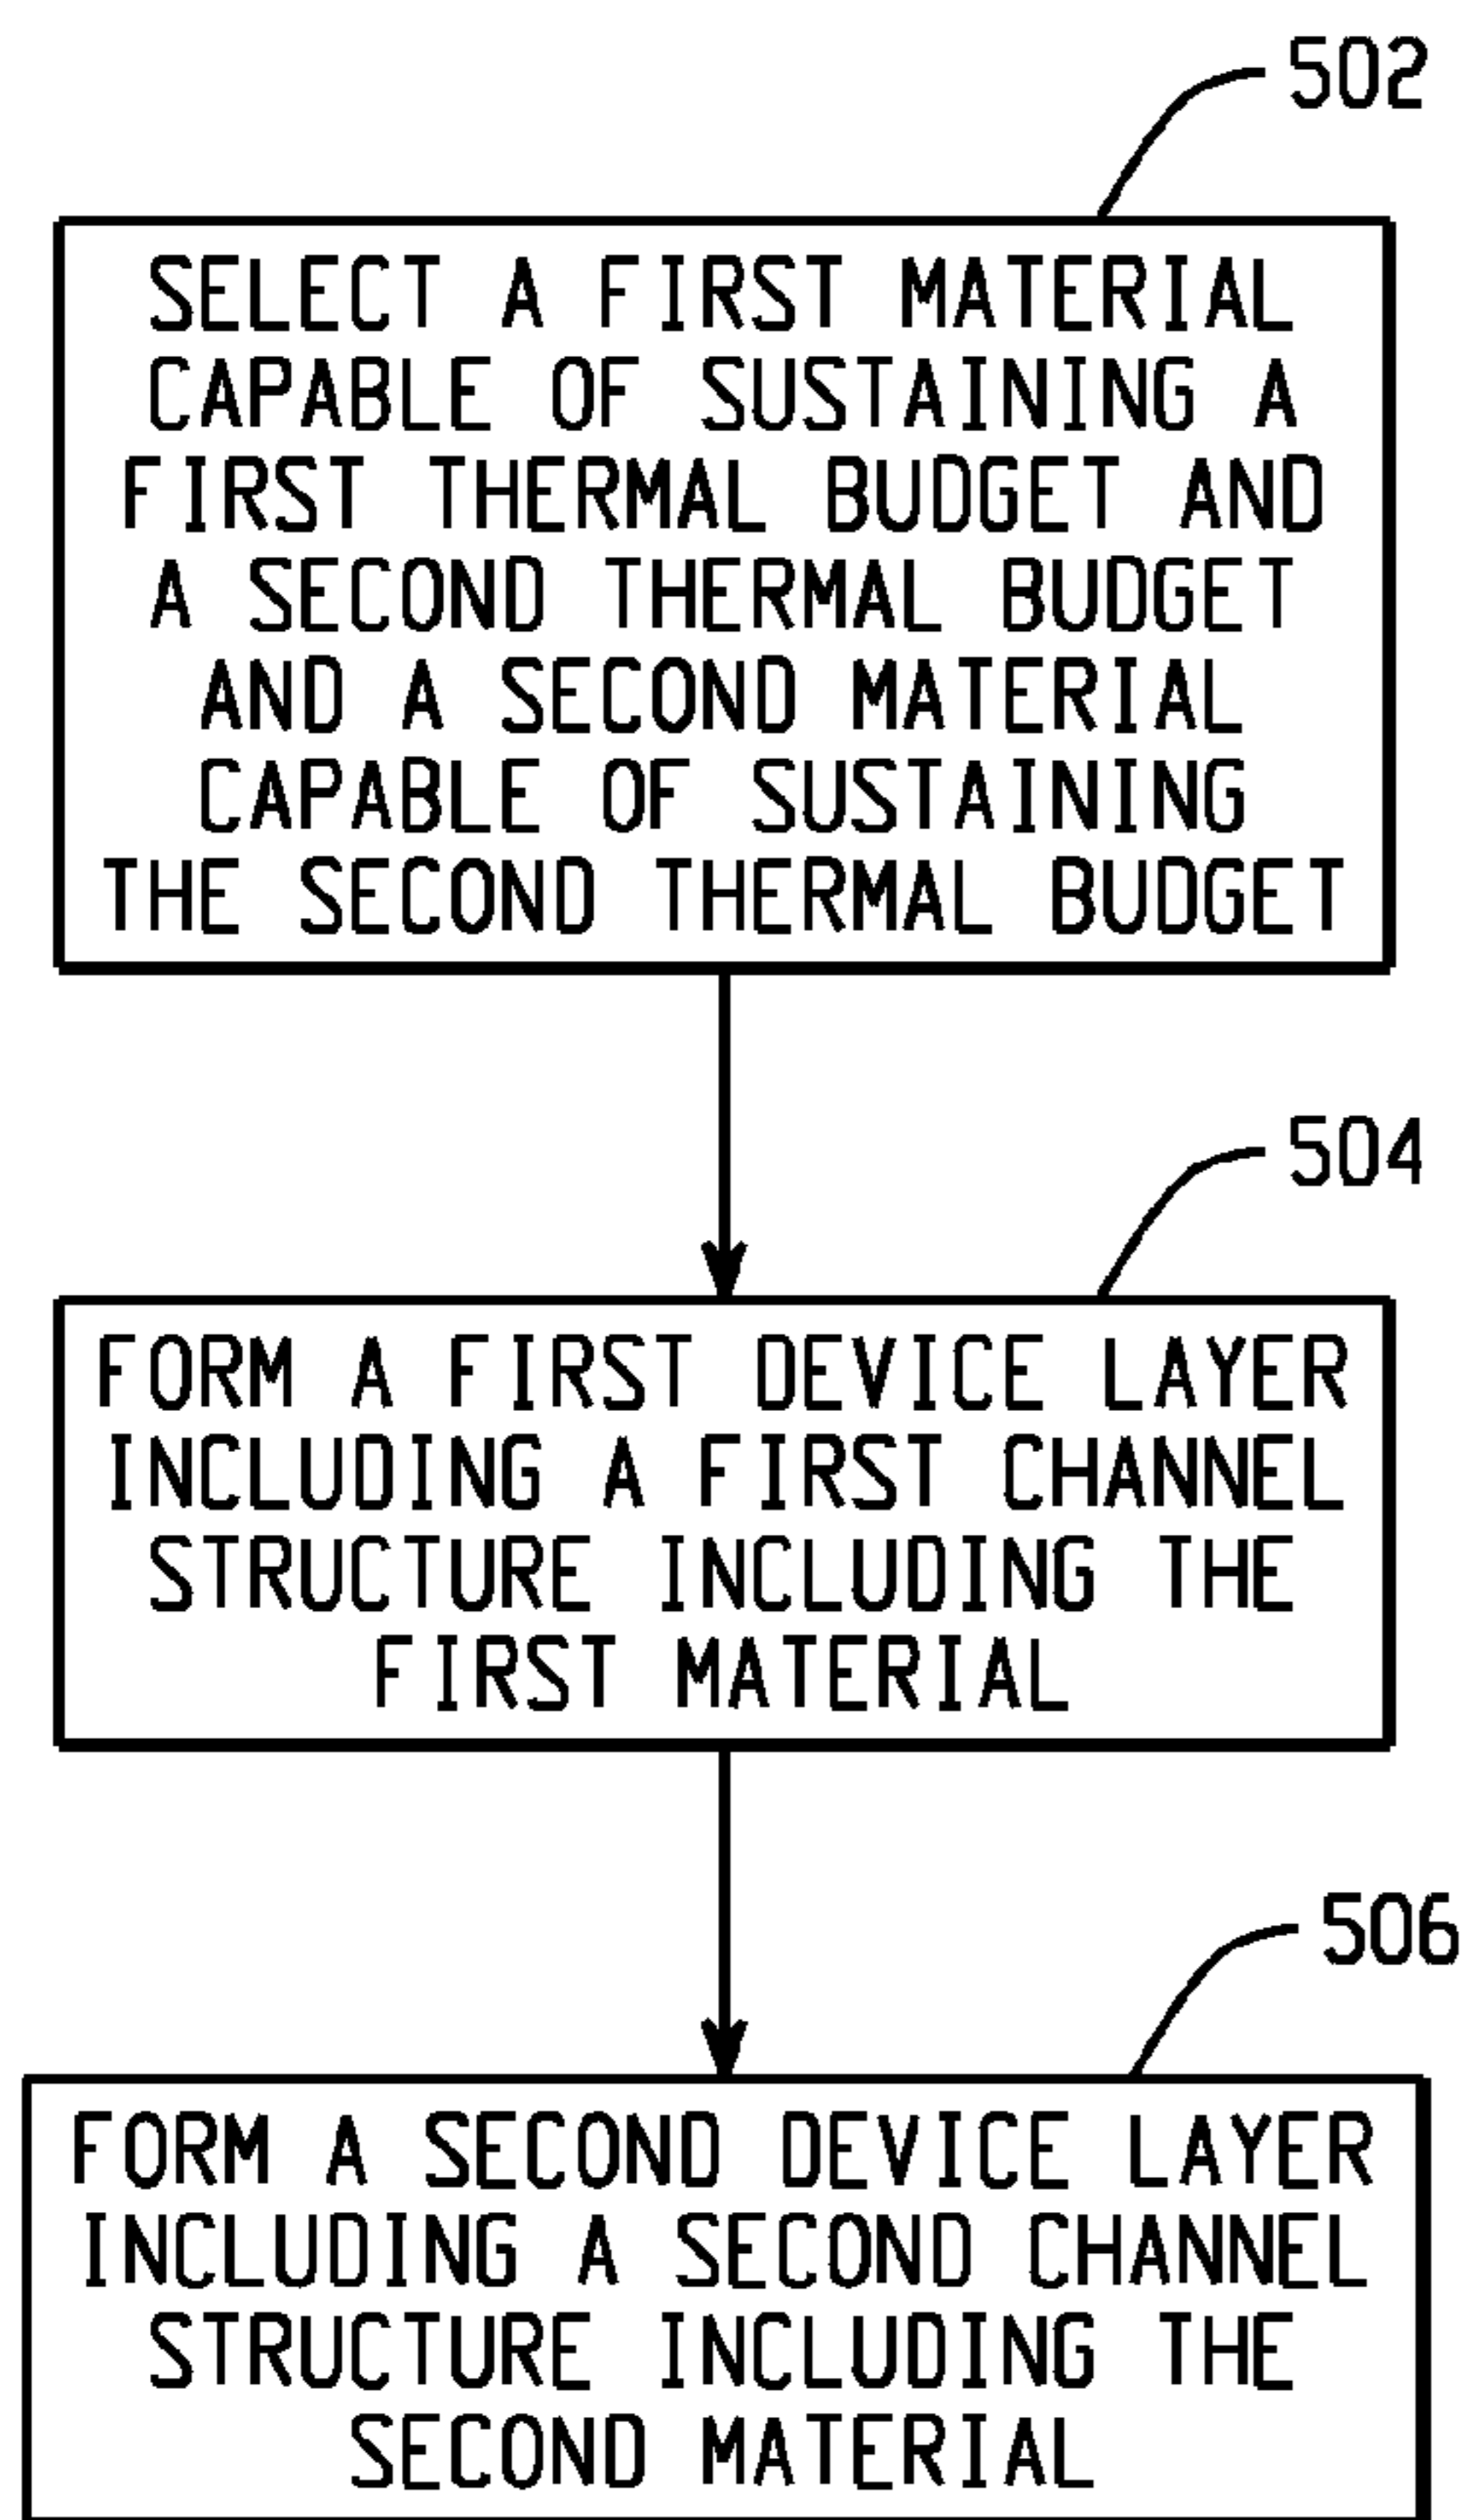 502
SELECT A FIRST MATERIAL
CAPABLE OF SUSTAINING A
FIRST THERMAL BUDGET AND
A SECOND THERMAL BUDGET
AND A SECOND MATERIAL
CAPABLE OF SUSTAINING
THE SECOND THERMAL BUDGET
504
FORM A FIRST DEVICE LAYER
INCLUDING A FIRST CHANNEL
STRUCTURE INCLUDING THE
FIRST MATERIAL
506
FORM A SECOND DEVICE LAYER
INCLUDING A SECOND CHANNEL
STRUCTURE INCLUDING THE
SECOND MATERIAL